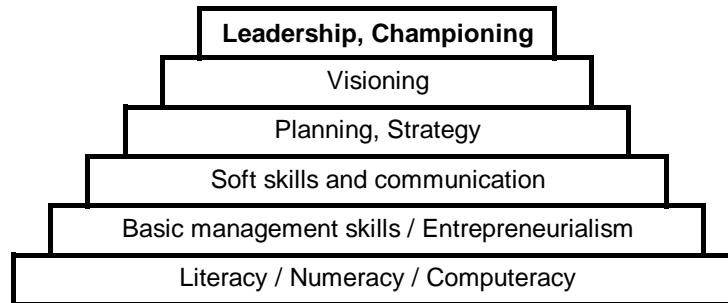 Leadership, Championing
Visioning
Planning, Strategy
Soft skills and communication
Basic management skills / Entrepreneurialism
Literacy / Numeracy / Computeracy